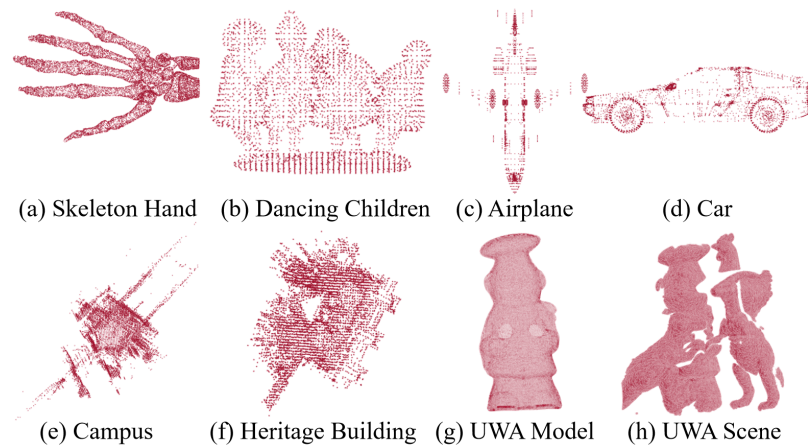 (a) Skeleton Hand
(b) Dancing Children
(c) Airplane
(d) Car
(e) Campus
(f) Heritage Building
(g) UWA Model
(h) UWA Scene